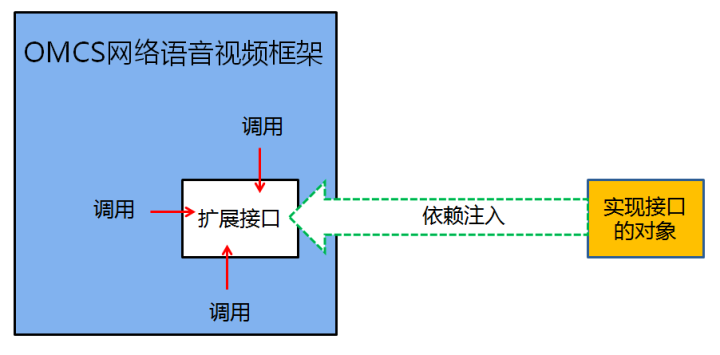 OMCS网络语音视频框架
调用
调用
扩展接口
依赖注入
实现接口
的对象
调用